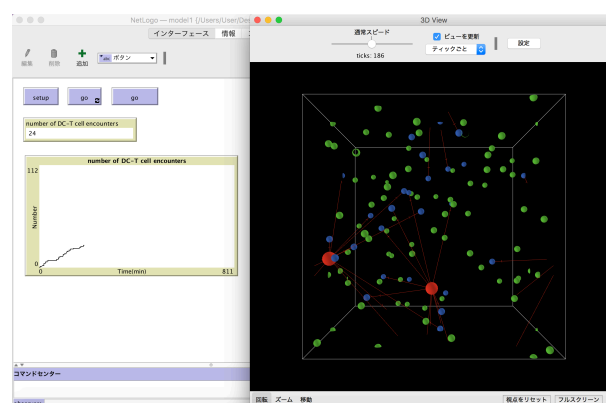 NetLogo — model1 {/Users/User/De
3D View
インターフェース 情報
通常スピード
ticks: 186
ビューを更新
ティックごと
設定
編集
削除
追加
ボタン
setup
go
go
number of DC-T cell encounters
24
number of DC-T cell encounters
112
Number
0
0
Time(min)
811
コマンドセンター
回転 ズーム 移動
視点をリセット
フルスクリーン